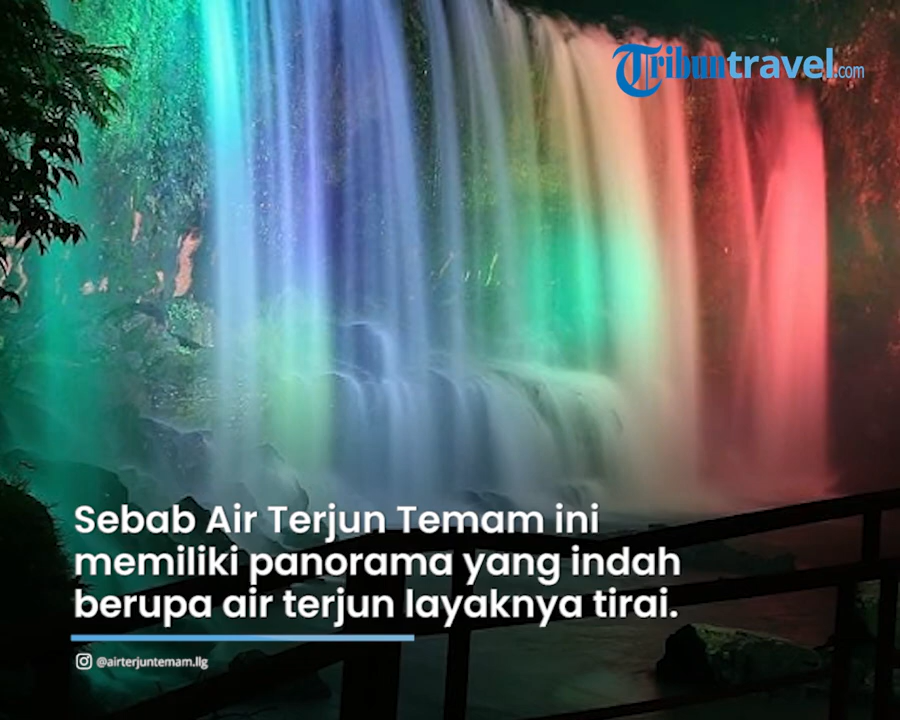 Tribuntravel.com
Sebab Air Terjun Temam ini
memiliki panorama yang indah
berupa air terjun layaknya tirai.
@airterjuntemam.llg